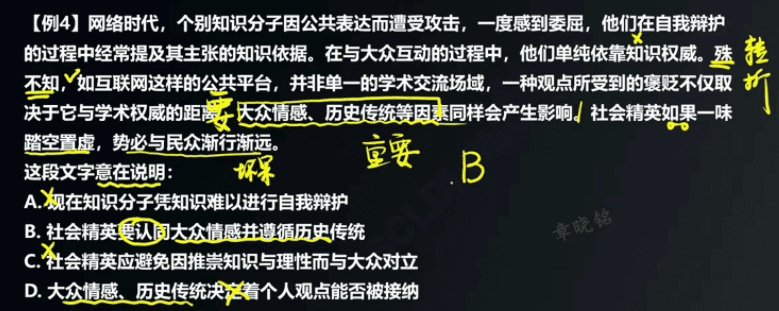 【例4】网络时代，个别知识分子因公共表达而遭受攻击，一度感到委屈，他们在自我辩护
的过程中经常提及其主张的知识依据。在与大众互动的过程中，他们单纯依靠知识权威。殊
不知，如互联网这样的公共平台，并非单一的学术交流场域，一种观点所受到的褒贬不仅取
决于它与学术权威的距离，大众情感、历史传统等因素同样会产生影响。社会精英如果一味
踏空置虚，势必与民众渐行渐远。
这段文字意在说明：
A. 现在知识分子凭知识难以进行自我辩护
B. 社会精英要认同大众情感并遵循历史传统
C. 社会精英应避免因推崇知识与理性而与大众对立
D. 大众情感、历史传统决定着个人观点能否被接纳
转折
要
重要
坏果
.B
章晓铭